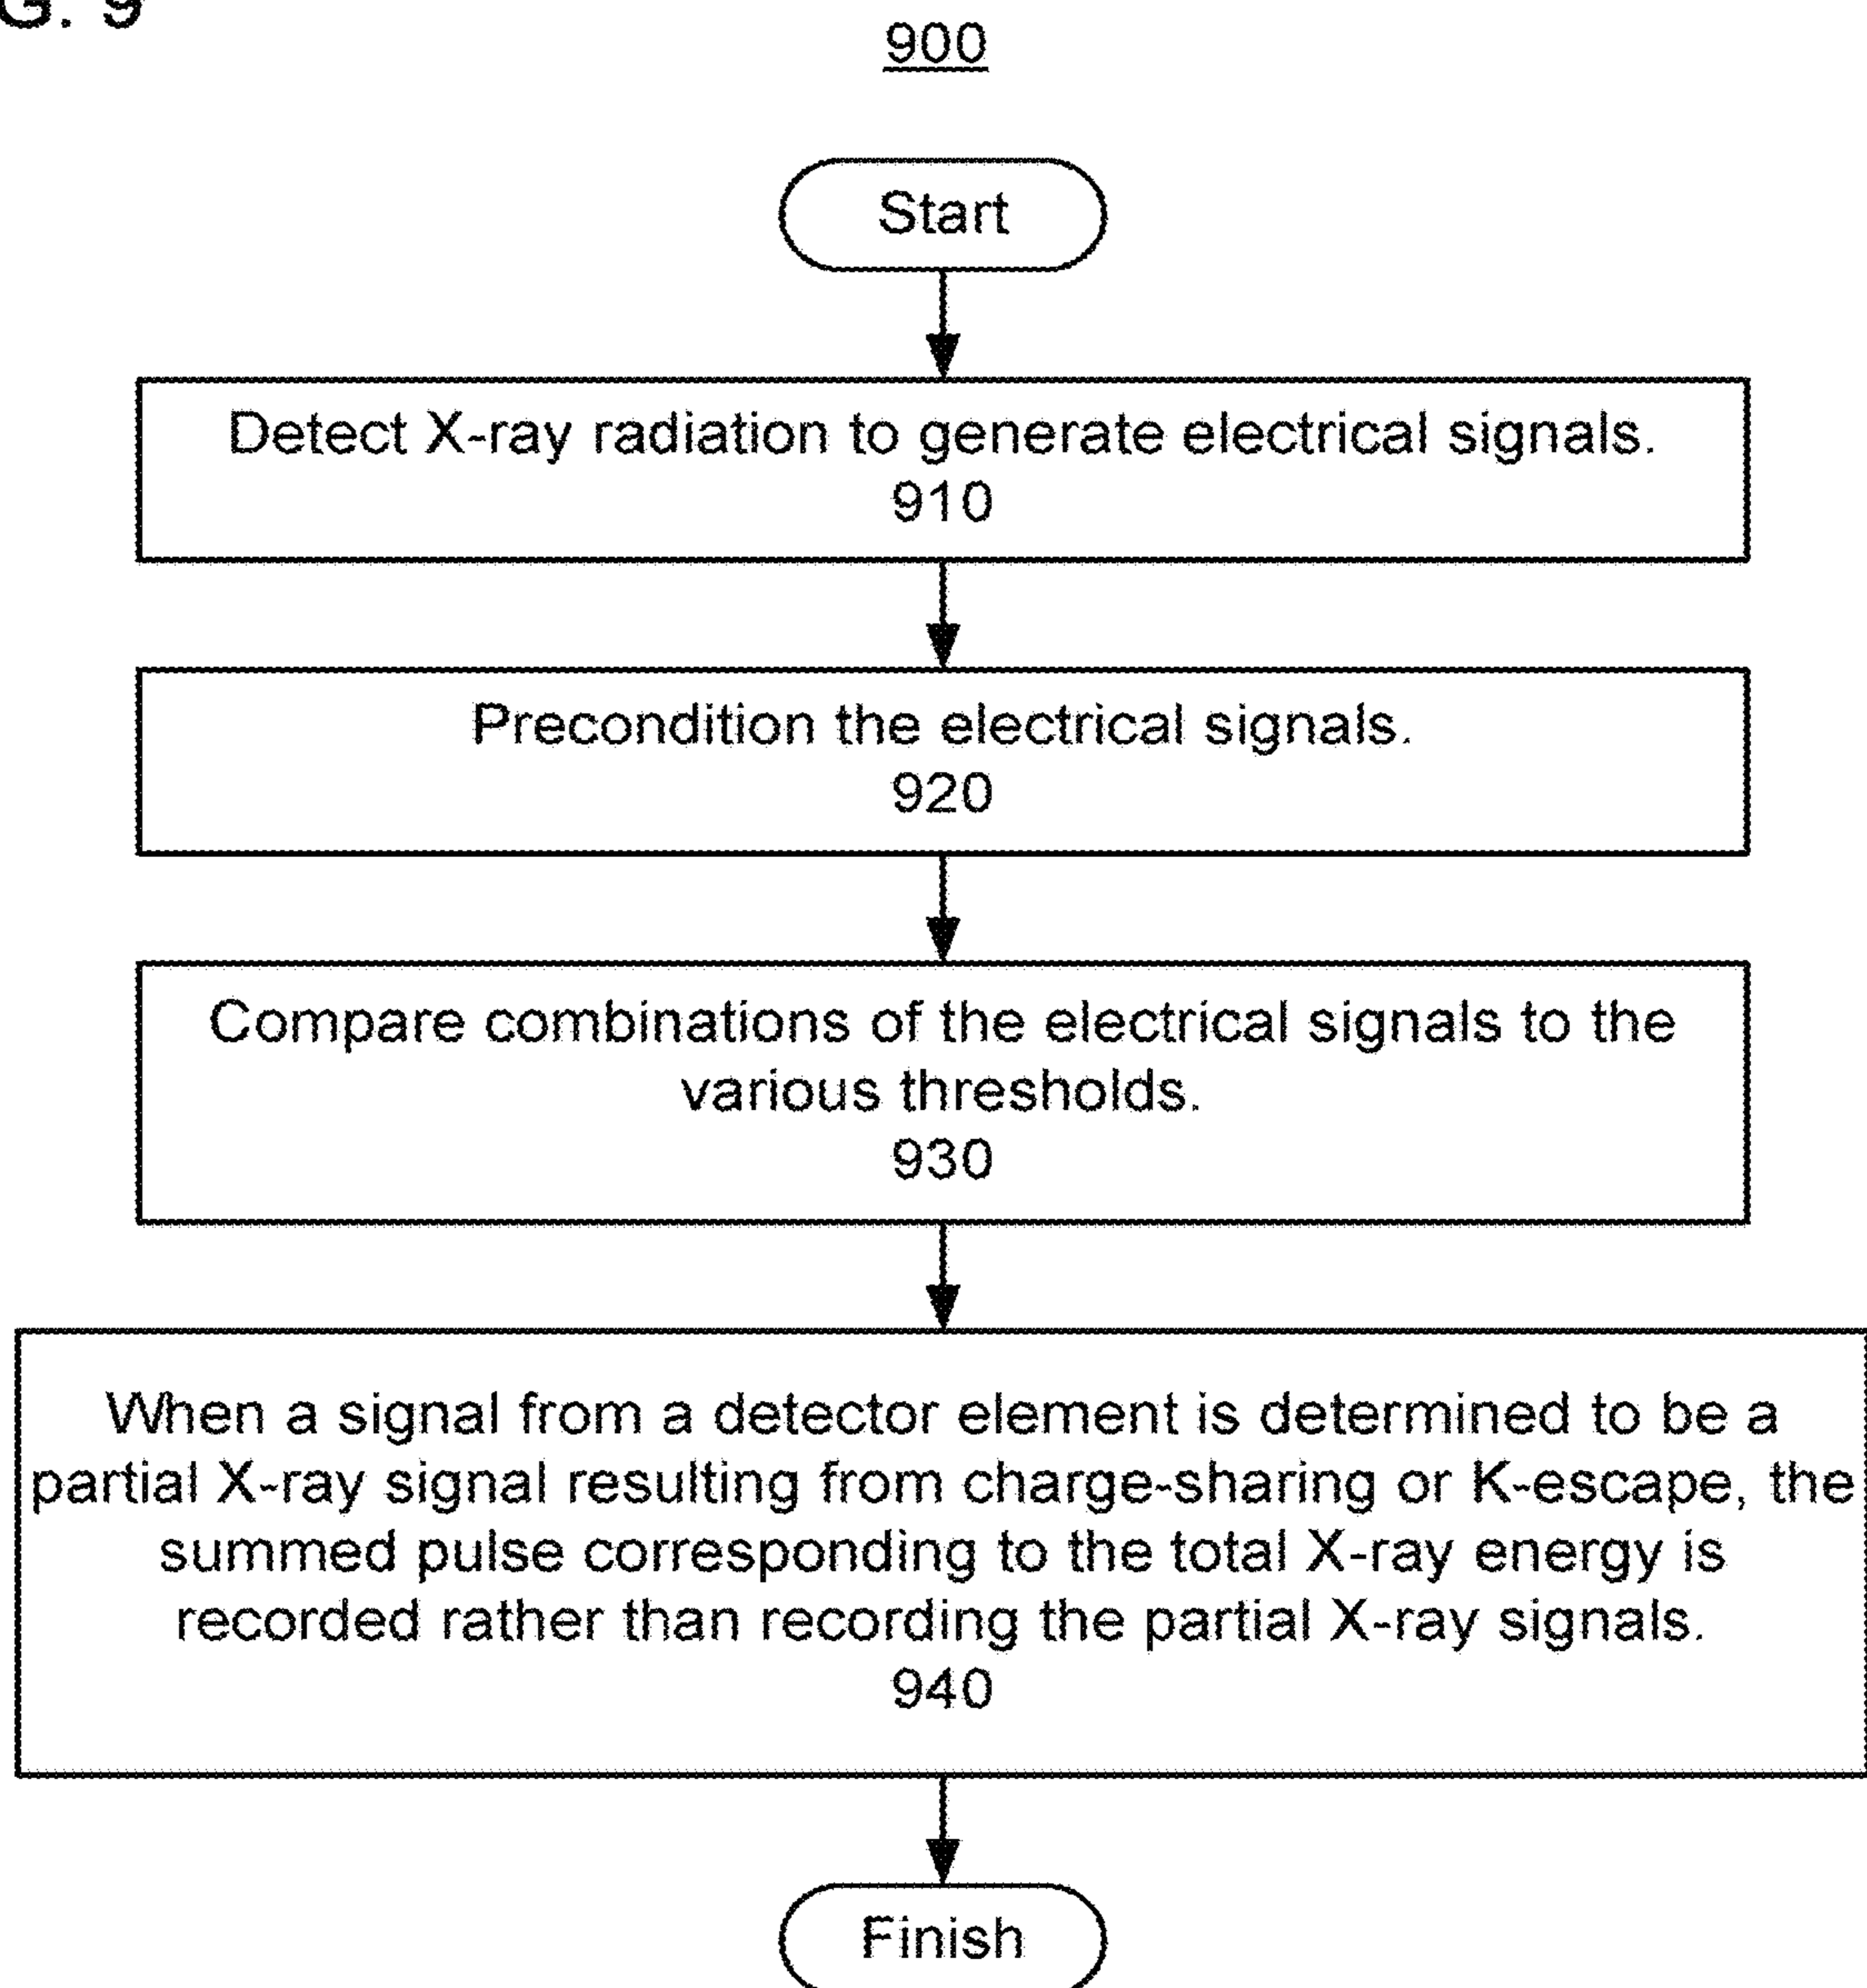 G. 9
900
Start
Detect X-ray radiation to generate electrical signals.
910
Precondition the electrical signals.
920
Compare combinations of the electrical signals to the
various thresholds.
930
When a signal from a detector element is determined to be a
partial X-ray signal resulting from charge-sharing or K-escape, the
summed pulse corresponding to the total X-ray energy is
recorded rather than recording the partial X-ray signals.
940
Finish